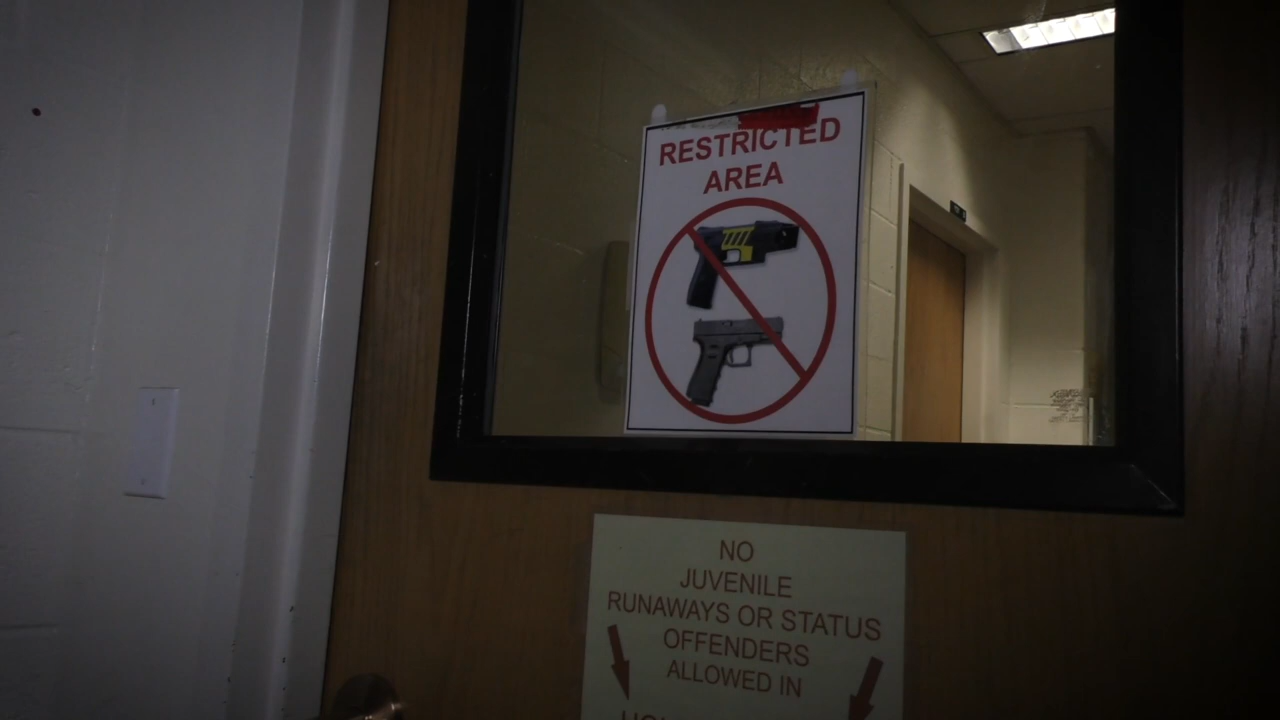 RESTRICTED
AREA
NO
JUVENILE
RUNAWAYS OR STATUS
OFFENDERS
ALLOWED IN